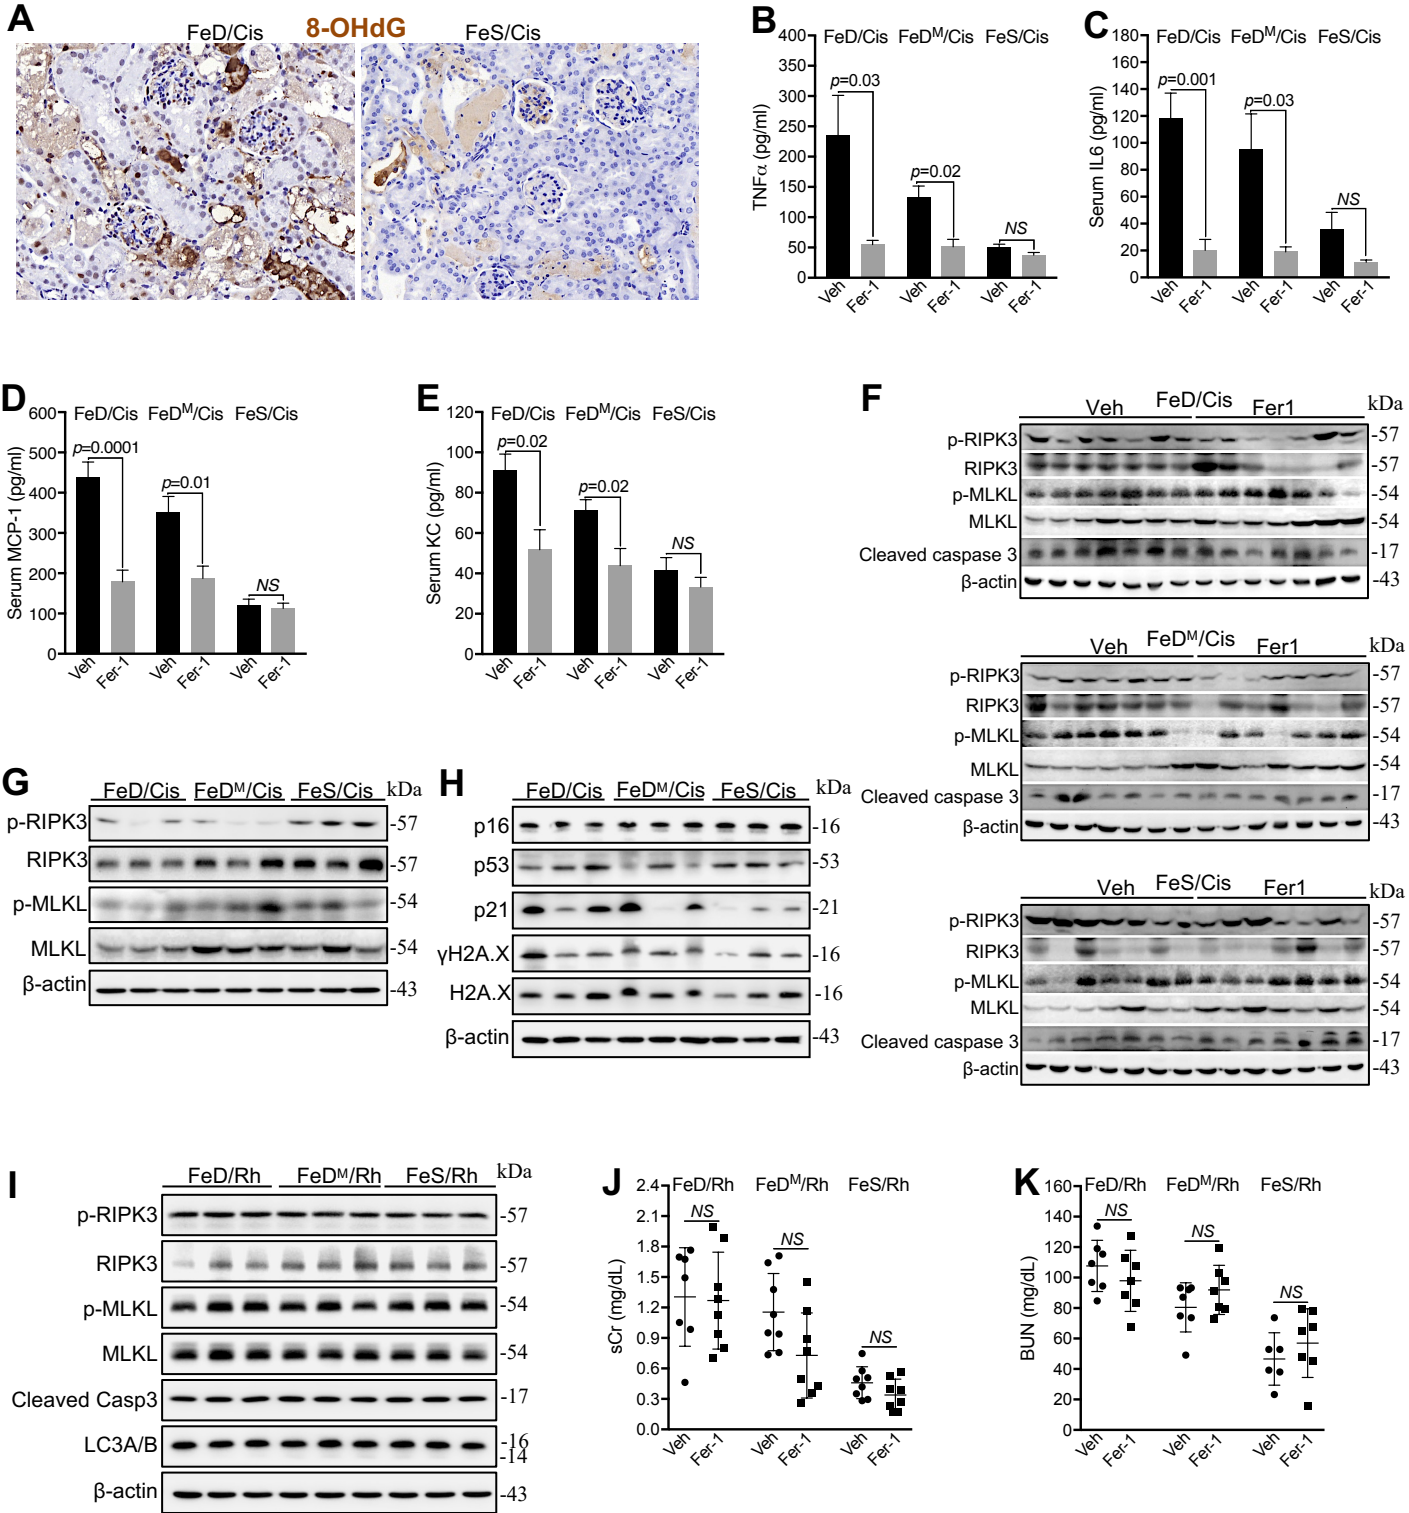 A
FeD/Cis
8-OHdG
FeS/Cis
B
FeD/Cis
FeDM/Cis
FeS/Cis
TNFα (pg/ml)
400
350
300
250
200
150
100
50
0
p=0.03
p=0.02
NS
Veh
Fer-1
Veh
Fer-1
Veh
Fer-1
C
FeD/Cis
FeDM/Cis
FeS/Cis
Serum IL6 (pg/ml)
180
160
140
120
100
80
60
40
20
0
p=0.001
p=0.03
NS
Veh
Fer-1
Veh
Fer-1
Veh
Fer-1
D
FeD/Cis
FeDM/Cis
FeS/Cis
Serum MCP-1 (pg/ml)
600
500
400
300
200
100
0
p=0.0001
p=0.01
NS
Veh
Fer-1
Veh
Fer-1
Veh
Fer-1
E
FeD/Cis
FeDM/Cis
FeS/Cis
Serum KC (pg/ml)
120
100
80
60
40
20
0
p=0.02
p=0.02
NS
Veh
Fer-1
Veh
Fer-1
Veh
Fer-1
F
Veh
FeD/Cis
Fer1
kDa
p-RIPK3
-57
RIPK3
-57
p-MLKL
-54
MLKL
-54
Cleaved caspase 3
-17
β-actin
-43
Veh
FeDM/Cis
Fer1
kDa
p-RIPK3
-57
RIPK3
-57
p-MLKL
-54
MLKL
-54
Cleaved caspase 3
-17
β-actin
-43
Veh
FeS/Cis
Fer1
kDa
p-RIPK3
-57
RIPK3
-57
p-MLKL
-54
MLKL
-54
Cleaved caspase 3
-17
β-actin
-43
G
FeD/Cis
FeDM/Cis
FeS/Cis
kDa
p-RIPK3
-57
RIPK3
-57
p-MLKL
-54
MLKL
-54
β-actin
-43
H
FeD/Cis
FeDM/Cis
FeS/Cis
kDa
p16
-16
p53
-53
p21
-21
γH2A.X
-16
H2A.X
-16
β-actin
-43
I
FeD/Rh
FeDM/Rh
FeS/Rh
kDa
p-RIPK3
-57
RIPK3
-57
p-MLKL
-54
MLKL
-54
Cleaved Casp3
-17
LC3A/B
-16
-14
β-actin
-43
J
FeD/Rh
FeDM/Rh
FeS/Rh
sCr (mg/dL)
2.4
2.1
1.8
1.5
1.2
0.9
0.6
0.3
0.0
NS
NS
NS
Veh
Fer-1
Veh
Fer-1
Veh
Fer-1
K
FeD/Rh
FeDM/Rh
FeS/Rh
BUN (mg/dL)
160
140
120
100
80
60
40
20
0
NS
NS
NS
Veh
Fer-1
Veh
Fer-1
Veh
Fer-1